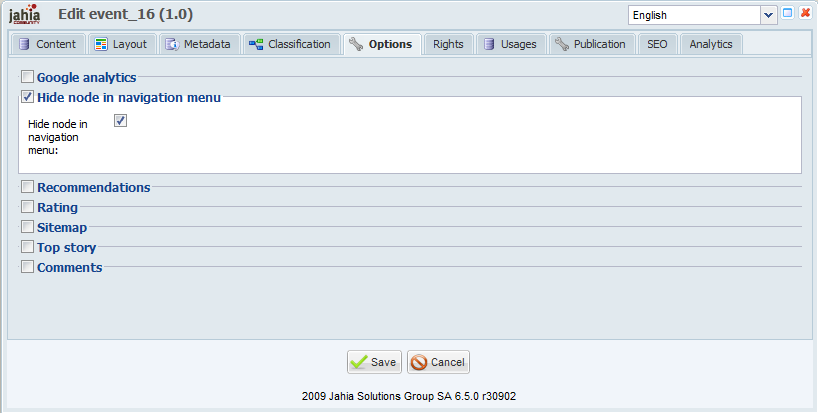 jahia Edit event_16 (1.0) English
COMMUNITY
Content Layout Metadata Classification Options Rights Usages Publication SEO Analytics
Google analytics
Hide node in navigation menu
Hide node in
navigation
menu:
Recommendations
Rating
Sitemap
Top story
Comments
Save Cancel
2009 Jahia Solutions Group SA 6.5.0 r30902